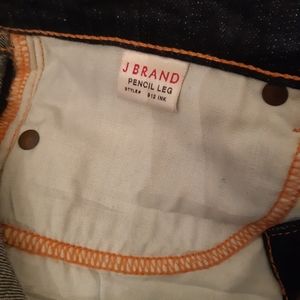 J BRAND
PENCIL LEG
STYLE# 912 INK